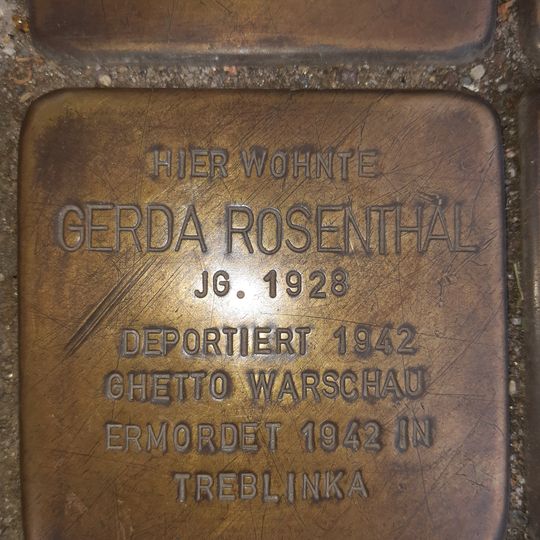 HIER WOHNTE
GERDA ROSENTHAL
JG. 1928
DEPORTIERT 1942
GHETTO WARSCHAU
ERMORDET 1942 IN
TREBLINKA